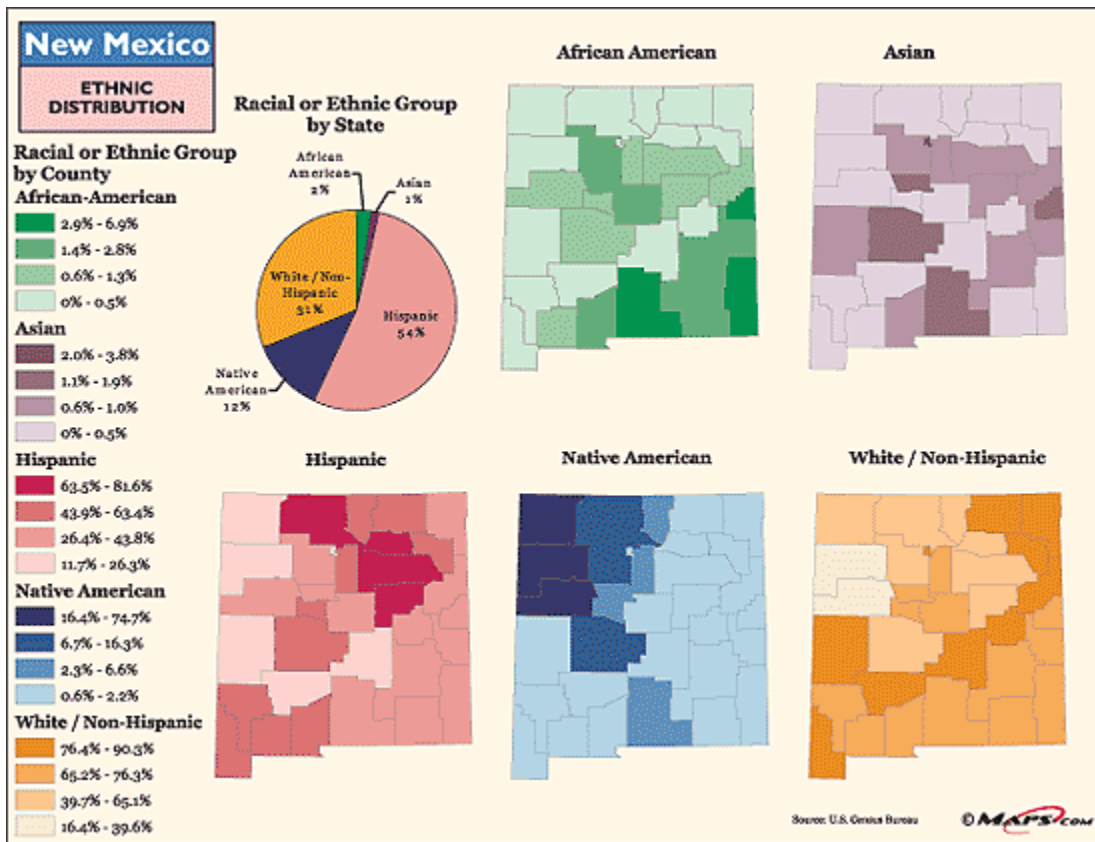 New Mexico
ETHNIC
DISTRIBUTION
Racial or Ethnic Group
by County
African-American
2.9% - 6.9%
1.4% - 2.8%
0.6% - 1.3%
0% - 0.5%
Asian
2.0% - 3.8%
1.1% - 1.9%
0.6% - 1.0%
0% - 0.5%
Hispanic
63.5% - 81.6%
43.9% - 63.4%
26.4% - 43.8%
11.7% - 26.3%
Native American
16.4% - 74.7%
6.7% - 16.3%
2.3% - 6.6%
0.6% - 2.2%
White / Non-Hispanic
76.4% - 90.3%
65.2% - 76.3%
39.7% - 65.1%
16.4% - 39.6%
Racial or Ethnic Group
by State
African
American
2%
Asian
1%
White / Non-
Hispanic
31%
Hispanic
54%
Native
American
12%
African American
Asian
Hispanic
Native American
White / Non-Hispanic
Source: U.S. Census Bureau
© MAPS.COM